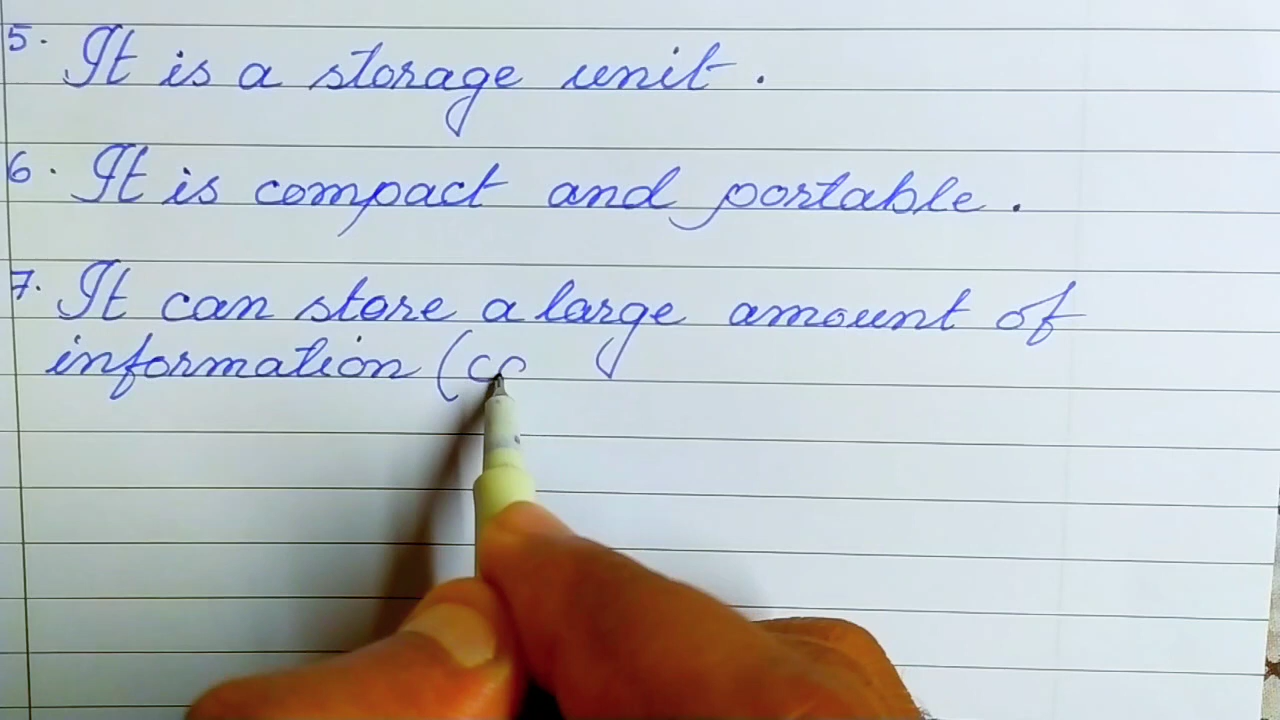 5. It is a storage unit.
6. It is compact and portable.
7. It can store a large amount of
information (co